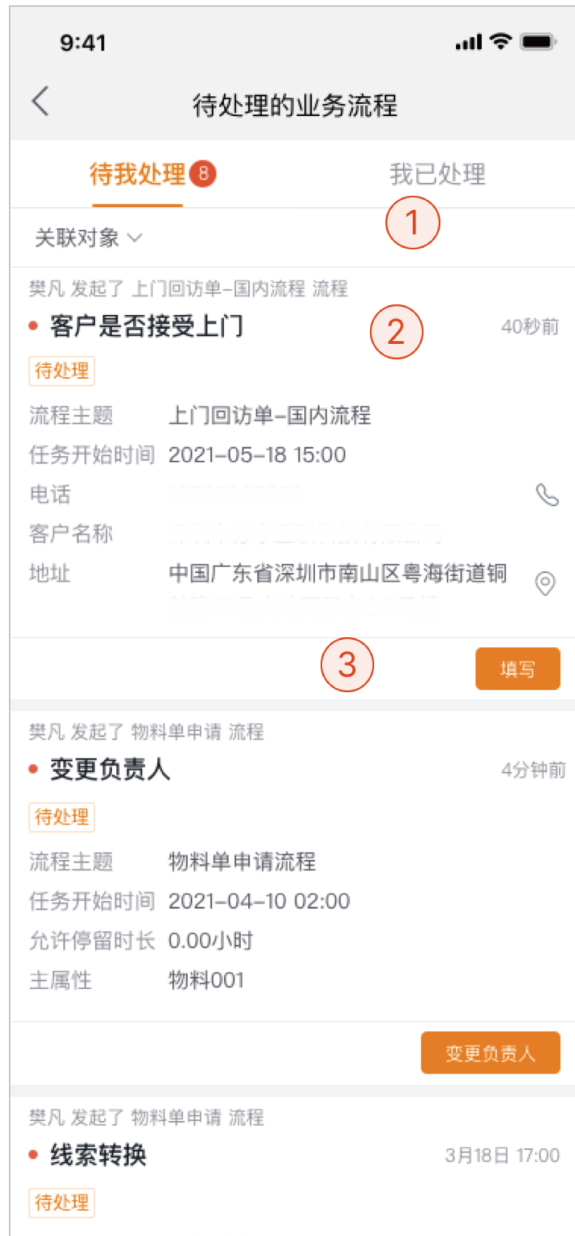 9:41
待处理的业务流程
待我处理 8
我已处理
1
关联对象
樊凡 发起了 上门回访单-国内流程 流程
客户是否接受上门
2
40秒前
待处理
流程主题 上门回访单-国内流程
任务开始时间 2021-05-18 15:00
电话
客户名称
地址 中国广东省深圳市南山区粤海街道铜
3
填写
樊凡 发起了 物料单申请 流程
变更负责人 4分钟前
待处理
流程主题 物料单申请流程
任务开始时间 2021-04-10 02:00
允许停留时长 0.00小时
主属性 物料001
变更负责人
樊凡 发起了 物料单申请 流程
线索转换 3月18日 17:00
待处理